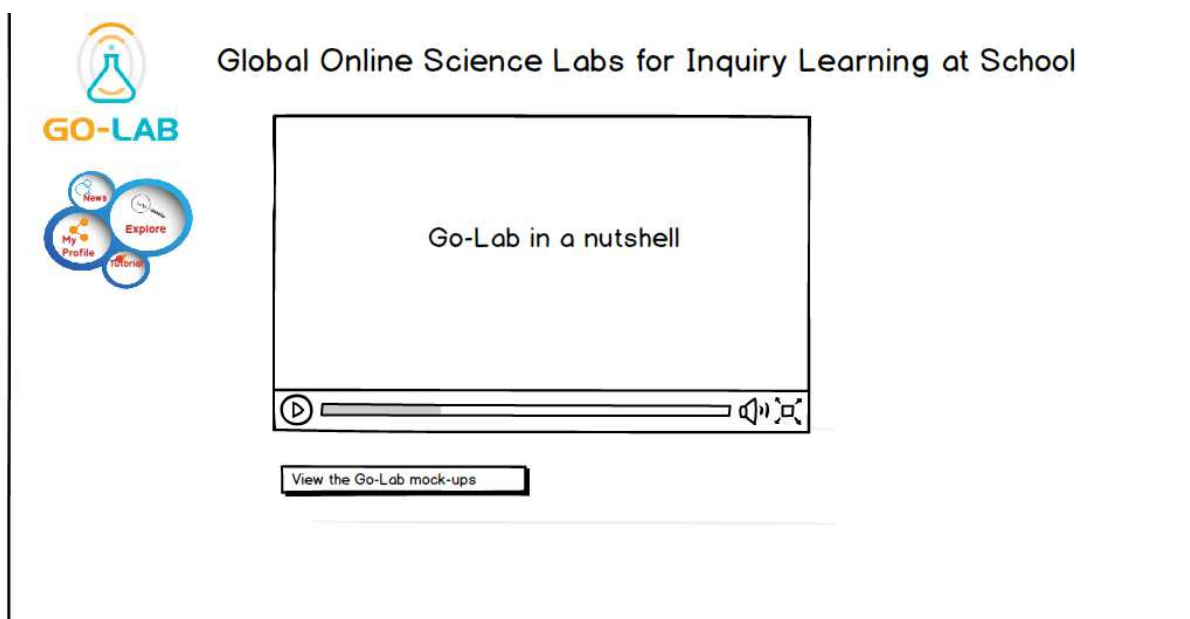 Global Online Science Labs for Inquiry Learning at School
GO-LAB
News
Explore
My
Profile
Tutorial
Go-Lab in a nutshell
View the Go-Lab mock-ups